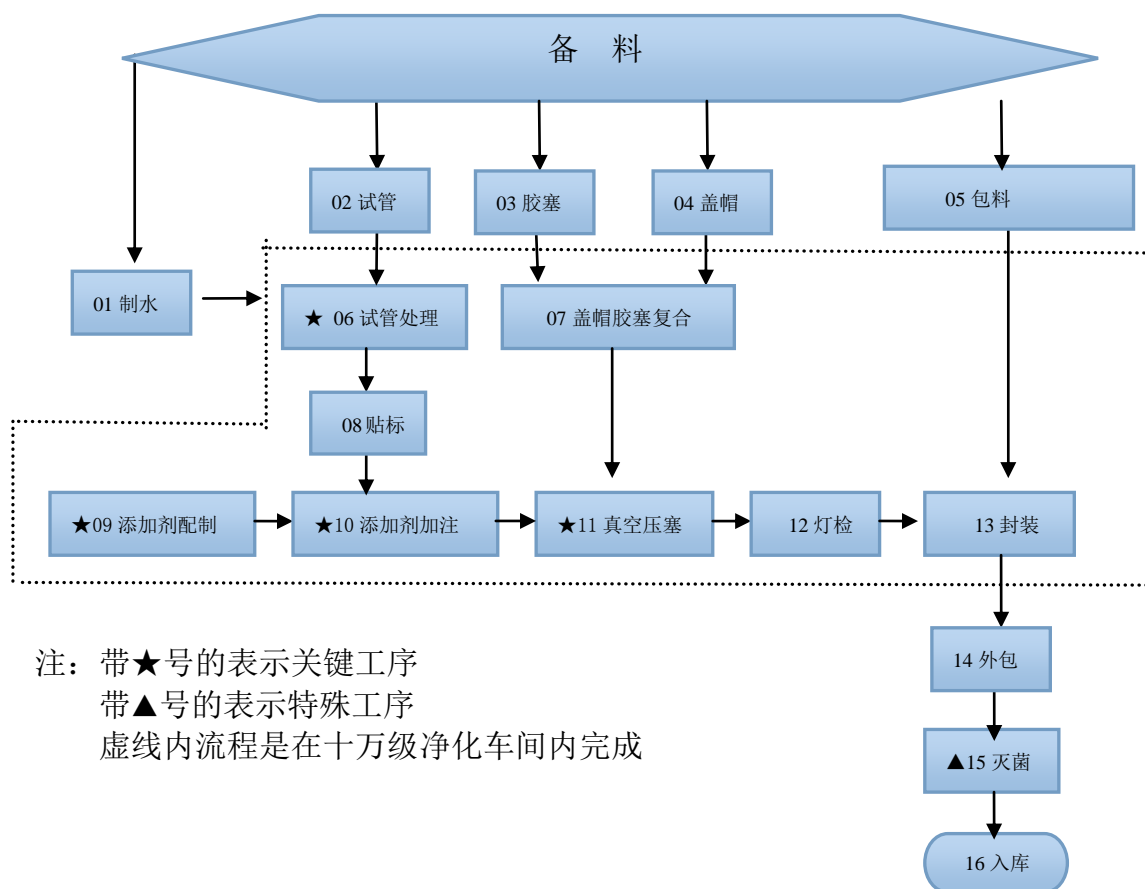 备 料
02 试管
03 胶塞
04 盖帽
05 包料
01 制水
★ 06 试管处理
07 盖帽胶塞复合
08 贴标
★09 添加剂配制
★10 添加剂加注
★11 真空压塞
12 灯检
13 封装
14 外包
▲15 灭菌
16 入库
注：带★号的表示关键工序
带▲号的表示特殊工序
虚线内流程是在十万级净化车间内完成